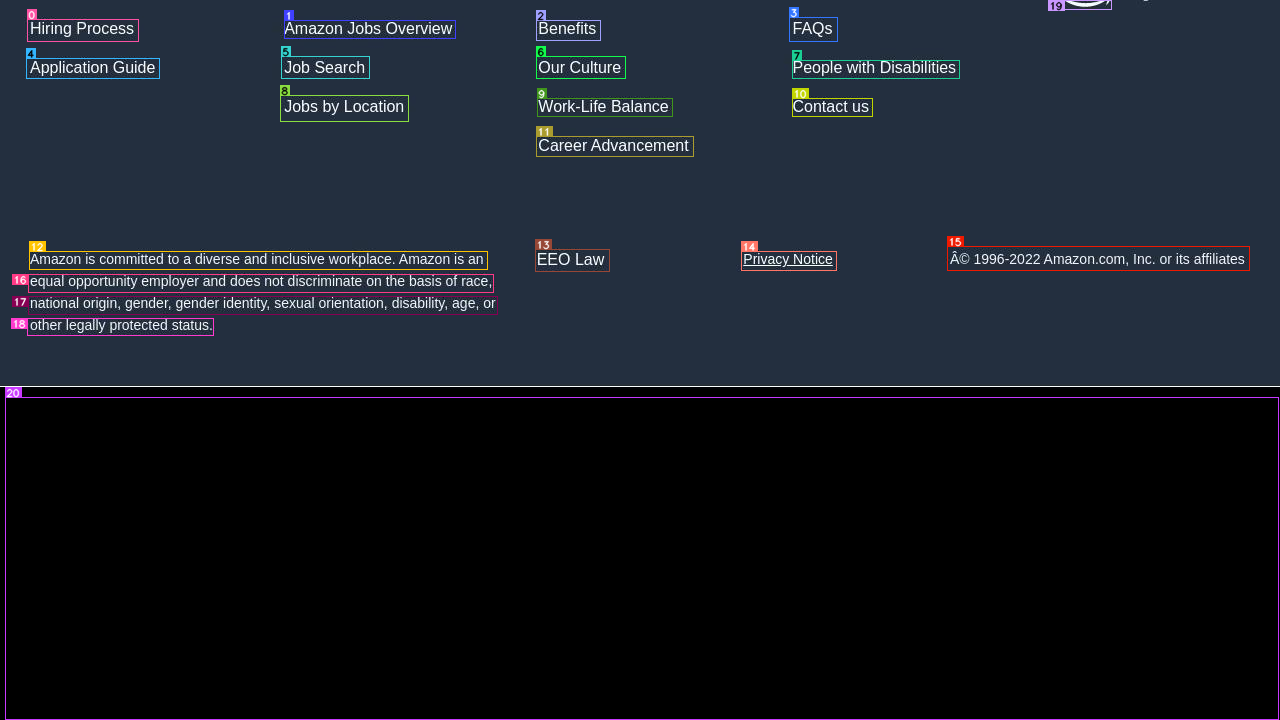 19
0 1 2 3
Hiring Process Amazon Jobs Overview Benefits FAQs
4 5 6 7
Application Guide Job Search Our Culture People with Disabilities
8 9 10
Jobs by Location Work-Life Balance Contact us
11
Career Advancement
12 13 14 15
Amazon is committed to a diverse and inclusive workplace. Amazon is an EEO Law Privacy Notice Â© 1996-2022 Amazon.com, Inc. or its affiliates
16 equal opportunity employer and does not discriminate on the basis of race,
17 national origin, gender, gender identity, sexual orientation, disability, age, or
18 other legally protected status.
20